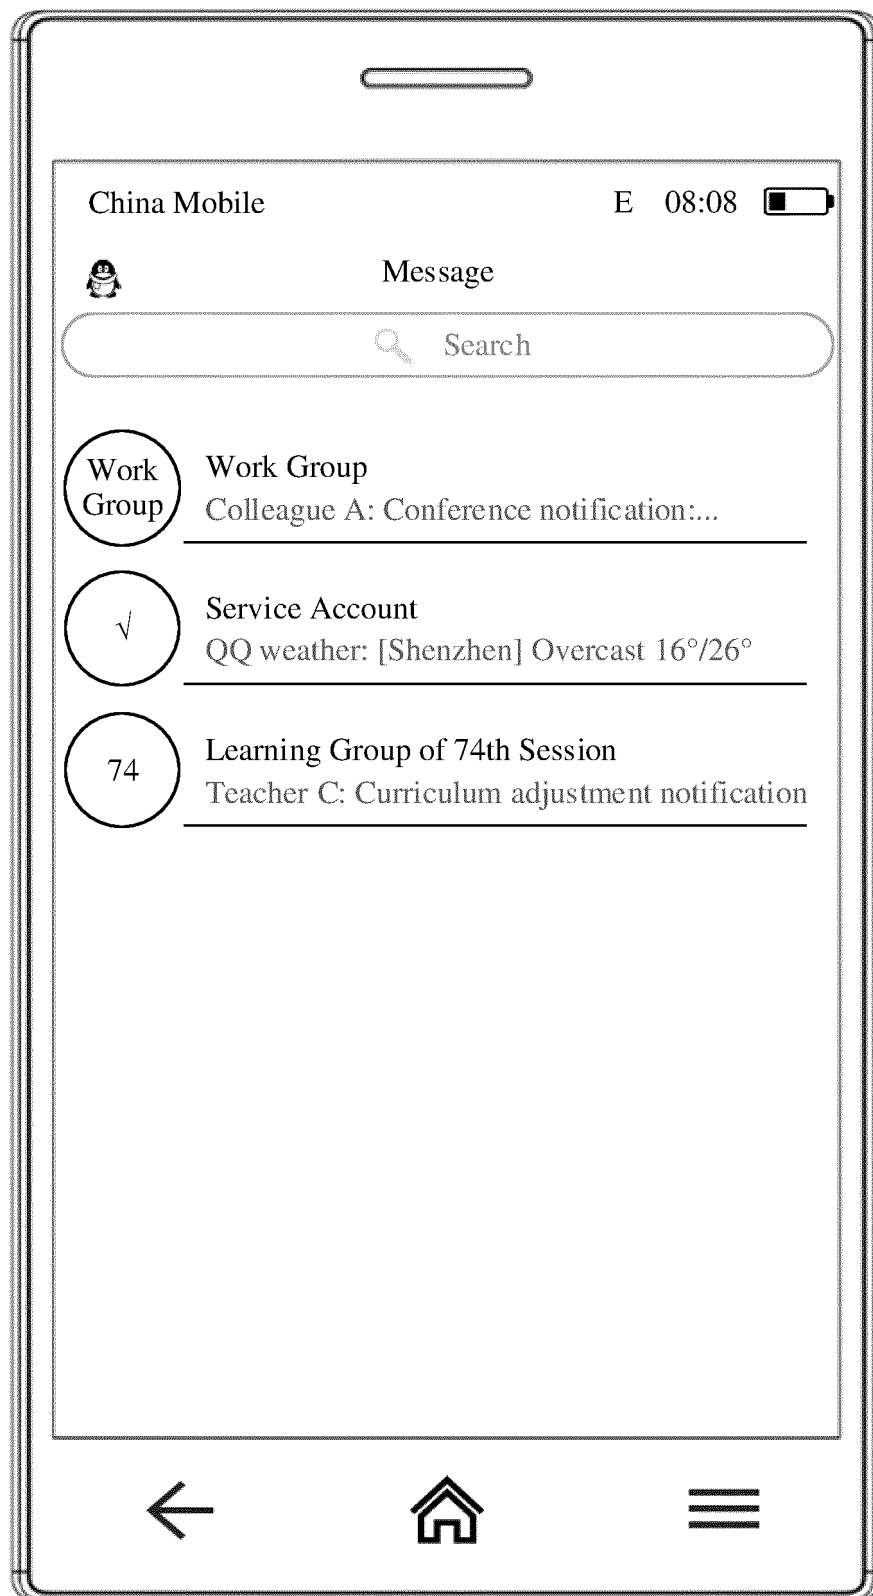 China Mobile E 08:08
Message
Search
Work
Group
Work Group
Colleague A: Conference notification:...
√
Service Account
QQ weather: [Shenzhen] Overcast 16°/26°
74
Learning Group of 74th Session
Teacher C: Curriculum adjustment notification